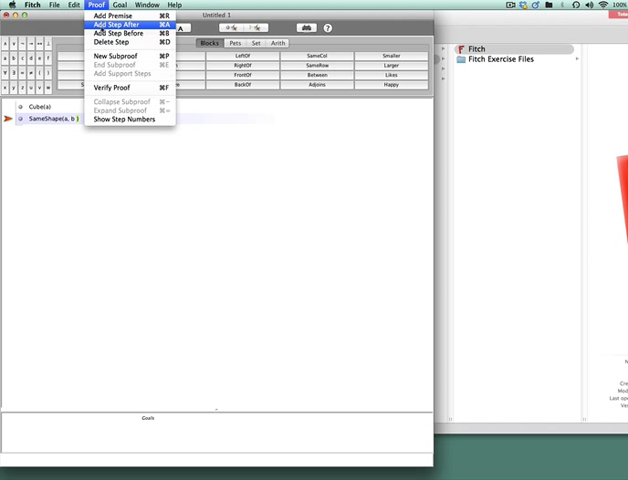 Fitch File Edit Proof Goal Window Help 100%
Untitled 1
Add Premise ⌘R
Add Step After ⌘A
Add Step Before ⌘B
Delete Step ⌘D
New Subproof ⌘P
End Subproof ⌘E
Add Support Steps
Verify Proof ⌘F
Collapse Subproof ⌘-
Expand Subproof ⌘=
Show Step Numbers
Blocks Pets Set Arith
LeftOf SameCol Smaller
RightOf SameRow Larger
FrontOf Between Likes
BackOf Adjoins Happy
Cube(a)
SameShape(a, b )
Goals
Fitch
Fitch Exercise Files